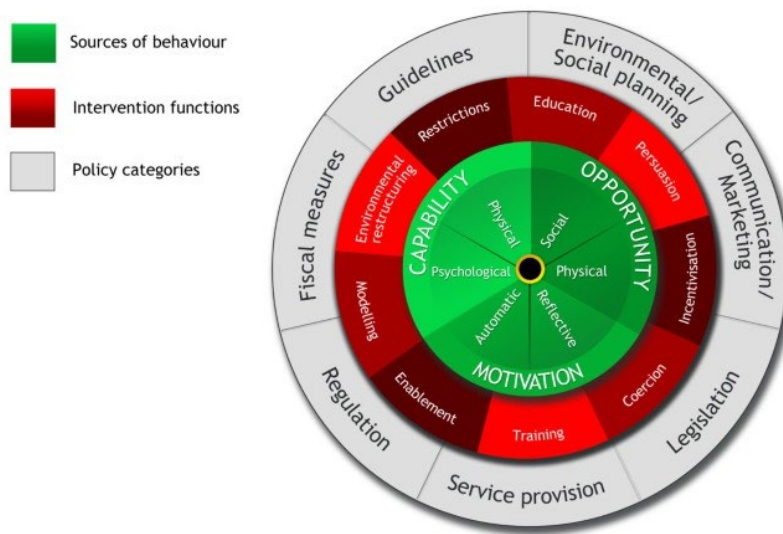 Sources of behaviour
Intervention functions
Policy categories
Guidelines
Environmental/
Social planning
Communication/
Marketing
Legislation
Service provision
Regulation
Fiscal measures
Restrictions
Education
Persuasion
Incentivisation
Coercion
Training
Enablement
Modelling
Environmental
restructuring
CAPABILITY
OPPORTUNITY
MOTIVATION
Physical
Social
Physical
Reflective
Automatic
Psychological